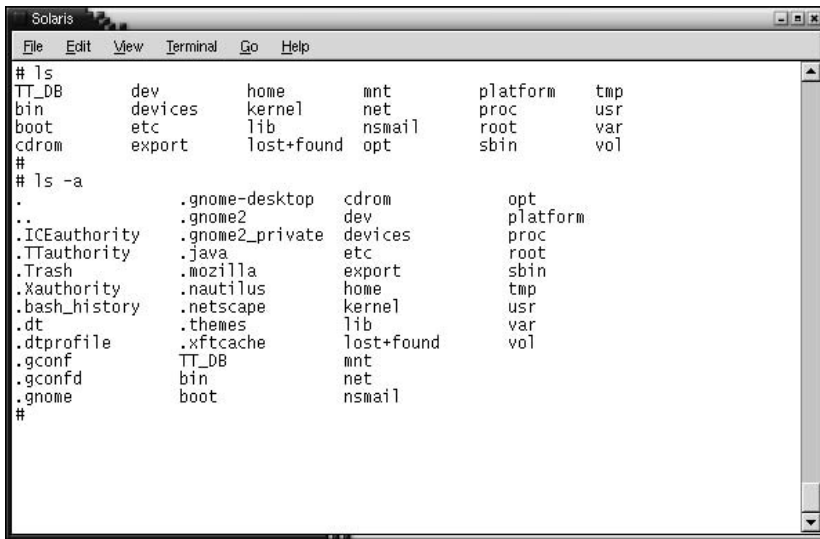 Solaris
File Edit View Terminal Go Help
# ls
TT_DB dev home mnt platform tmp
bin devices kernel net proc usr
boot etc lib nsmail root var
cdrom export lost+found opt sbin vol
#
# ls -a
. .gnome-desktop cdrom opt
.. .gnome2 dev platform
.ICEauthority .gnome2_private devices proc
.TTauthority .java etc root
.Trash .mozilla export sbin
.Xauthority .nautilus home tmp
.bash_history .netscape kernel usr
.dt .themes lib var
.dtprofile .xftcache lost+found vol
.gconf TT_DB mnt
.gconfd bin net
.gnome boot nsmail
#